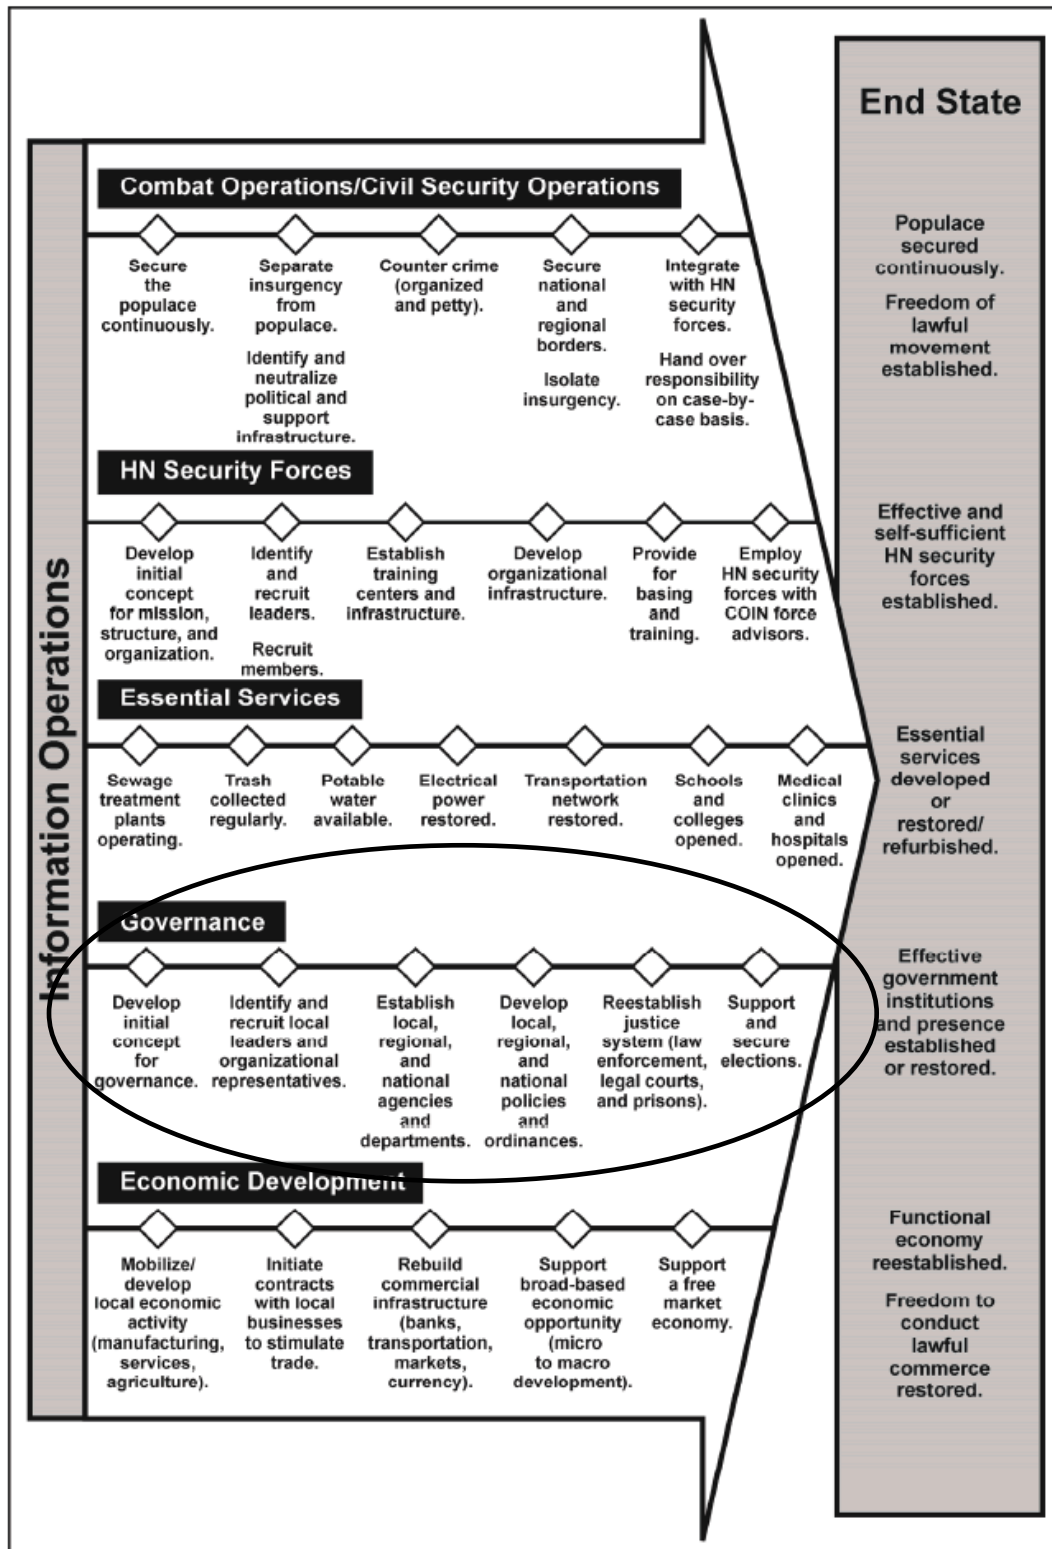 Information Operations
Combat Operations/Civil Security Operations
Secure
the
populace
continuously.
Separate
insurgency
from
populace.
Identify and
neutralize
political and
support
infrastructure.
Counter crime
(organized
and petty).
Secure
national
and
regional
borders.
Isolate
insurgency.
Integrate
with HN
security
forces.
Hand over
responsibility
on case-by-
case basis.
HN Security Forces
Develop
initial
concept
for mission,
structure, and
organization.
Identify
and
recruit
leaders.
Recruit
members.
Establish
training
centers and
infrastructure.
Develop
organizational
infrastructure.
Provide
for
basing
and
training.
Employ
HN security
forces with
COIN force
advisors.
Essential Services
Sewage
treatment
plants
operating.
Trash
collected
regularly.
Potable
water
available.
Electrical
power
restored.
Transportation
network
restored.
Schools
and
colleges
opened.
Medical
clinics
and
hospitals
opened.
Governance
Develop
initial
concept
for
governance.
Identify and
recruit local
leaders and
organizational
representatives.
Establish
local,
regional,
and
national
agencies
and
departments.
Develop
local,
regional,
and
national
policies
and
ordinances.
Reestablish
justice
system (law
enforcement,
legal courts,
and prisons).
Support
and
secure
elections.
Economic Development
Mobilize/
develop
local economic
activity
(manufacturing,
services,
agriculture).
Initiate
contracts
with local
businesses
to stimulate
trade.
Rebuild
commercial
infrastructure
(banks,
transportation,
markets,
currency).
Support
broad-based
economic
opportunity
(micro
to macro
development).
Support
a free
market
economy.
End State
Populace
secured
continuously.
Freedom of
lawful
movement
established.
Effective and
self-sufficient
HN security
forces
established.
Essential
services
developed
or
restored/
refurbished.
Effective
government
institutions
and presence
established
or restored.
Functional
economy
reestablished.
Freedom to
conduct
lawful
commerce
restored.